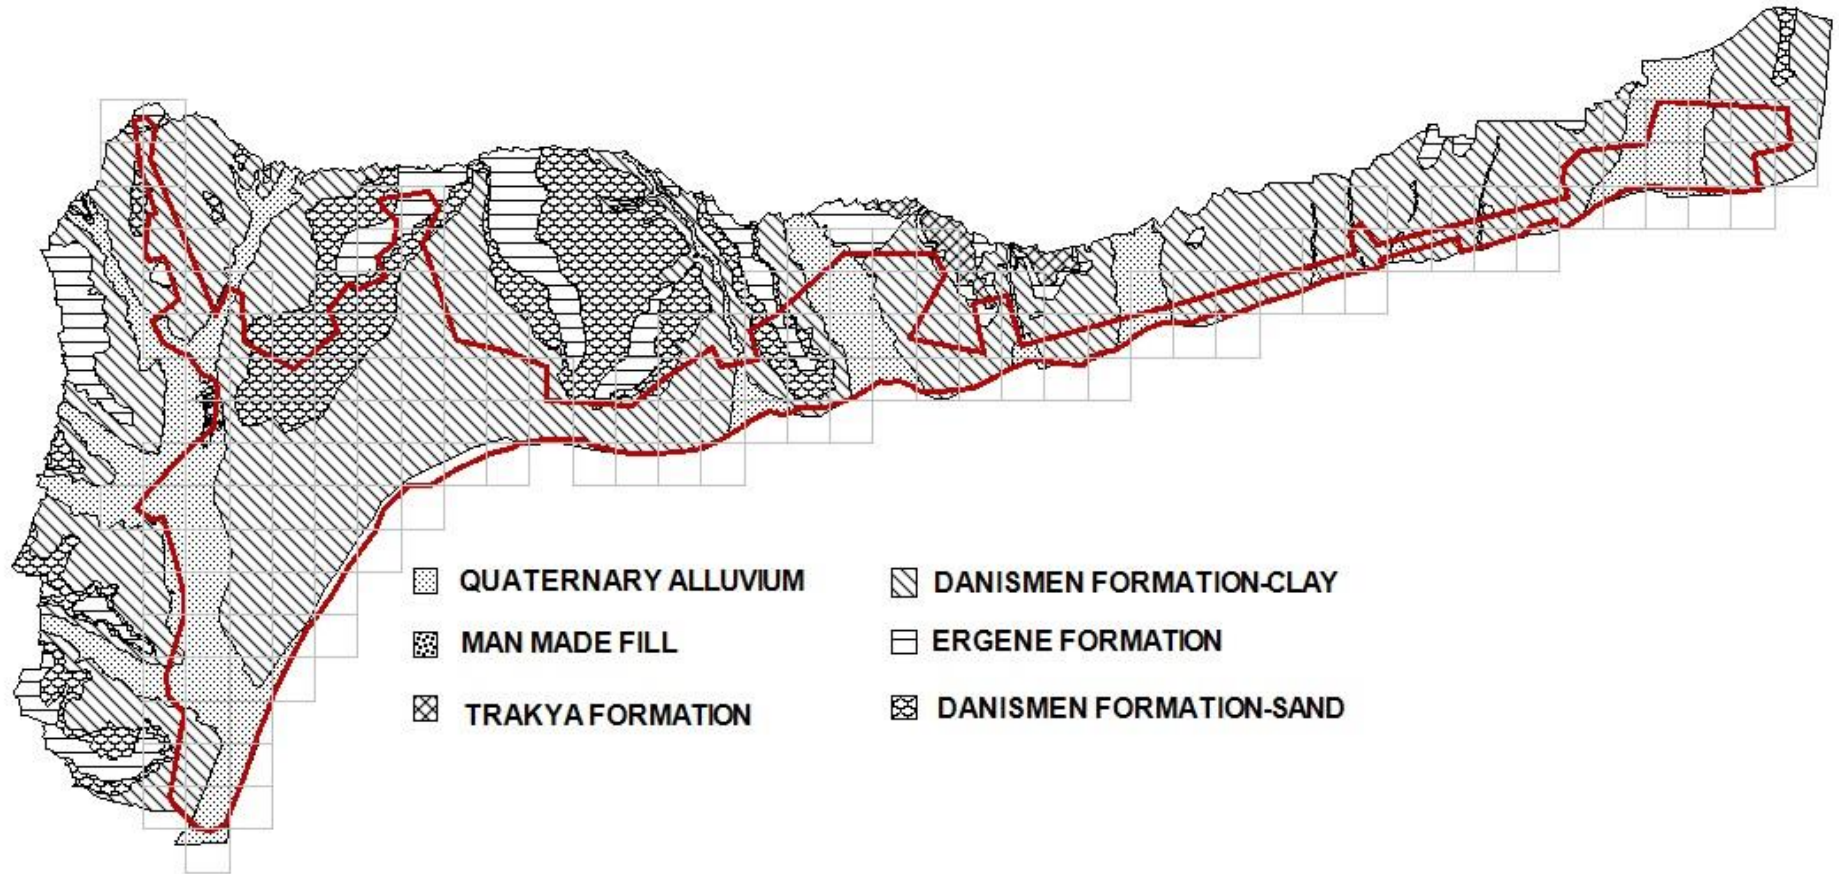 QUATERNARY ALLUVIUM
MAN MADE FILL
TRAKYA FORMATION
DANISMEN FORMATION-CLAY
ERGENE FORMATION
DANISMEN FORMATION-SAND